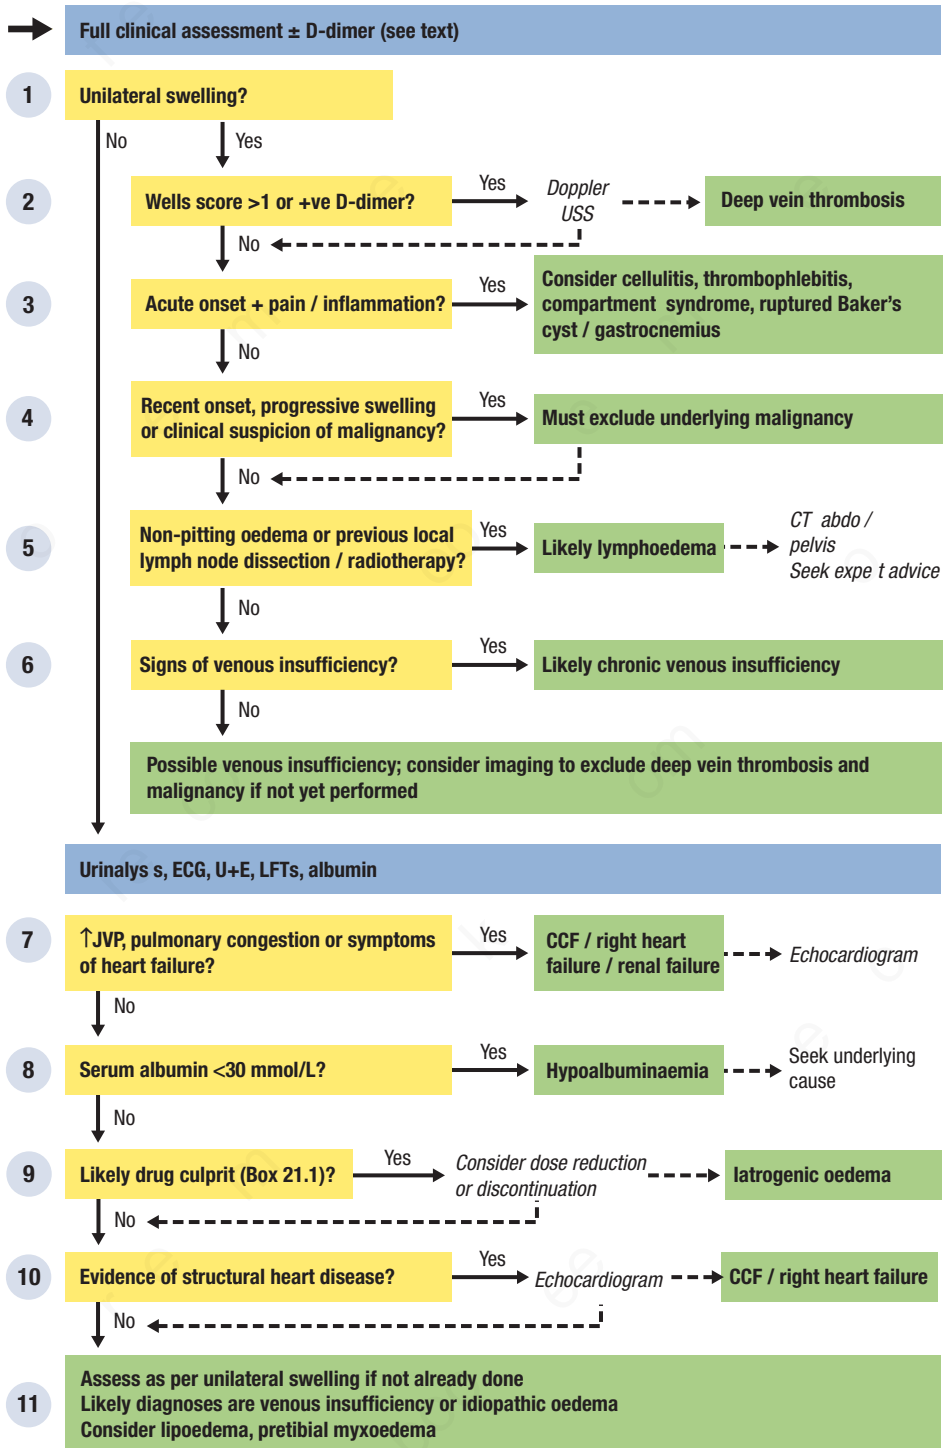 Full clinical assessment ± D-dimer (see text)
1
Unilateral swelling?
No
Yes
2
Wells score >1 or +ve D-dimer?
Yes
Doppler
USS
Deep vein thrombosis
No
3
Acute onset + pain / inflammation?
Yes
Consider cellulitis, thrombophlebitis,
compartment syndrome, ruptured Baker's
cyst / gastrocnemius
No
4
Recent onset, progressive swelling
or clinical suspicion of malignancy?
Yes
Must exclude underlying malignancy
No
5
Non-pitting oedema or previous local
lymph node dissection / radiotherapy?
Yes
Likely lymphoedema
CT abdo /
pelvis
Seek expe t advice
No
6
Signs of venous insufficiency?
Yes
Likely chronic venous insufficiency
No
Possible venous insufficiency; consider imaging to exclude deep vein thrombosis and
malignancy if not yet performed
Urinalys s, ECG, U+E, LFTs, albumin
7
↑JVP, pulmonary congestion or symptoms
of heart failure?
Yes
CCF / right heart
failure / renal failure
Echocardiogram
No
8
Serum albumin <30 mmol/L?
Yes
Hypoalbuminaemia
Seek underlying
cause
No
9
Likely drug culprit (Box 21.1)?
Yes
Consider dose reduction
or discontinuation
Iatrogenic oedema
No
10
Evidence of structural heart disease?
Yes
Echocardiogram
CCF / right heart failure
No
11
Assess as per unilateral swelling if not already done
Likely diagnoses are venous insufficiency or idiopathic oedema
Consider lipoedema, pretibial myxoedema